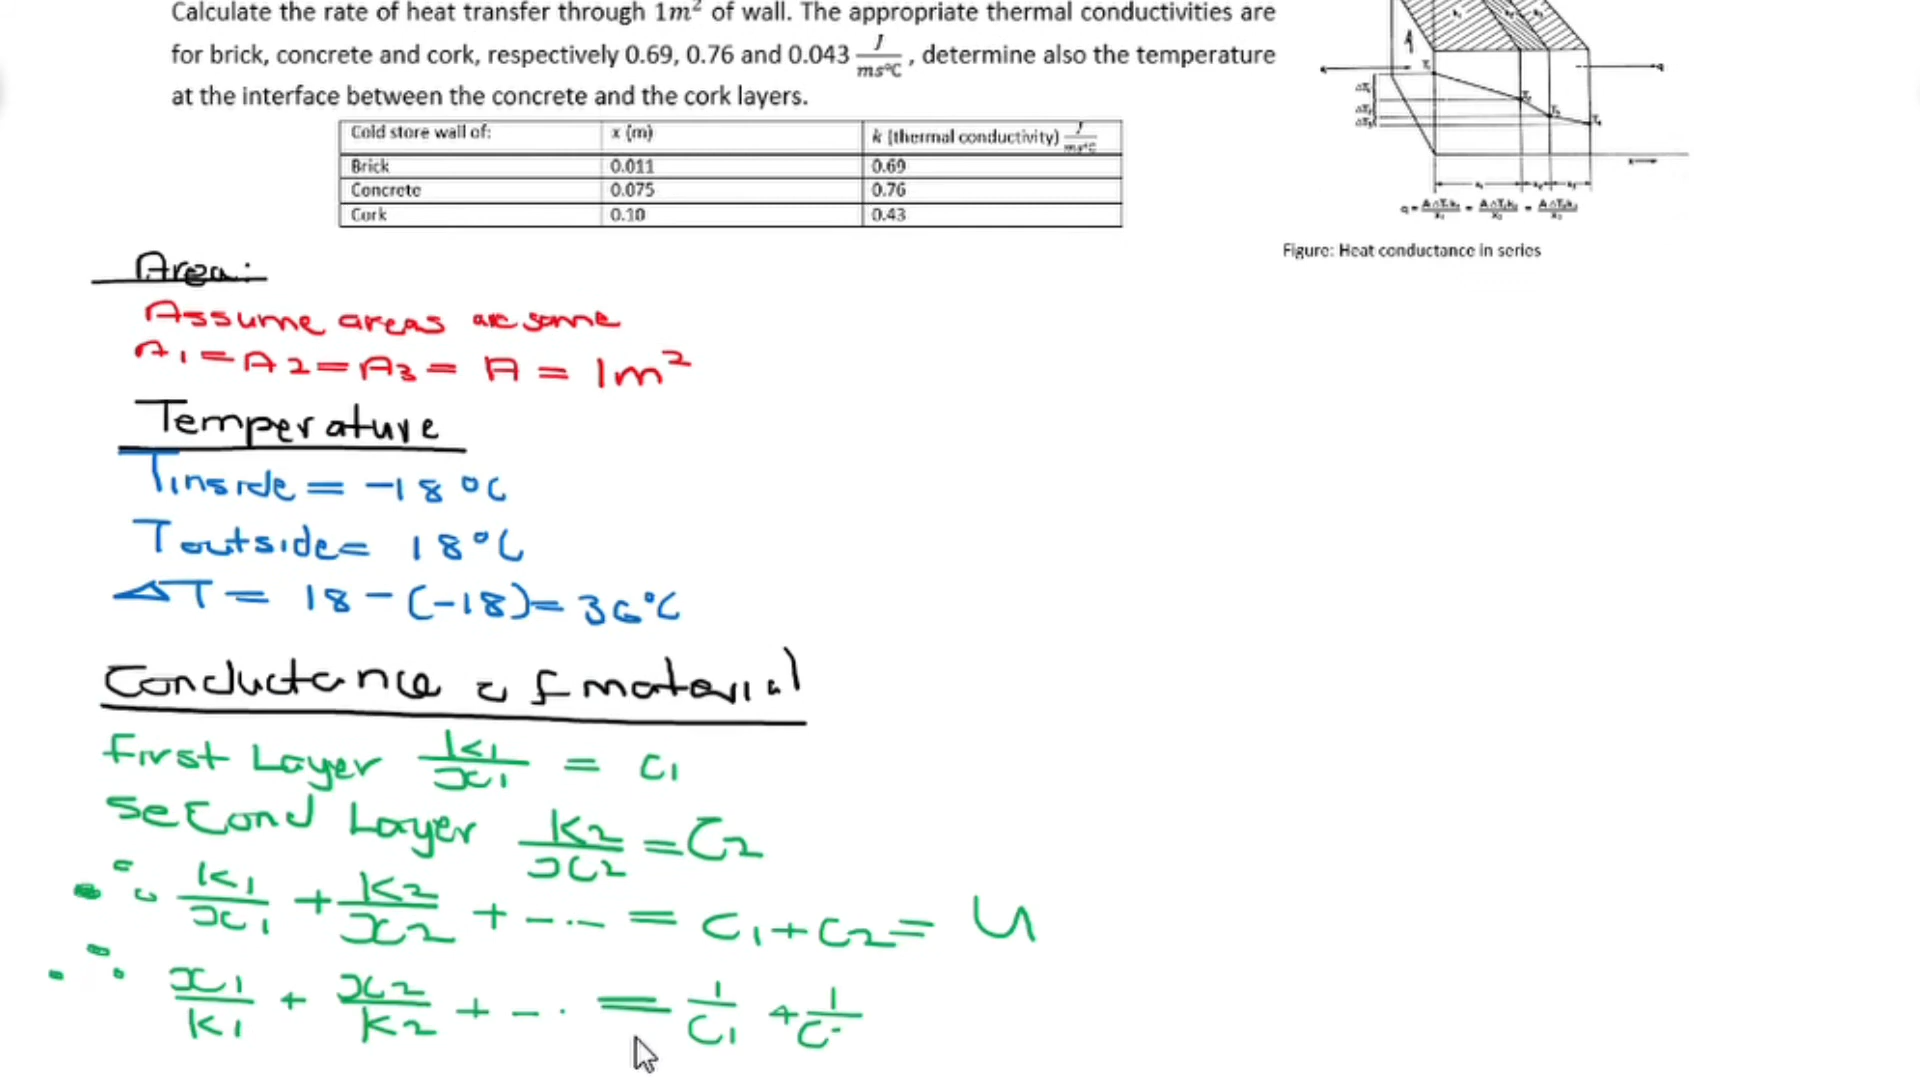 Calculate the rate of heat transfer through 1m² of wall. The appropriate thermal conductivities are
for brick, concrete and cork, respectively 0.69, 0.76 and 0.043 J/ms°C , determine also the temperature
at the interface between the concrete and the cork layers.
Cold store wall of: x (m) k (thermal conductivity) J/ms°C
Brick 0.011 0.69
Concrete 0.075 0.76
Cork 0.10 0.43
Figure: Heat conductance in series
Area:
Assume areas are same
A1 = A2 = A3 = A = 1m²
Temperature
Tinside = -18°C
Toutside = 18°C
ΔT = 18 - (-18) = 36°C
Conductance of material
First Layer k1/x1 = C1
Second Layer k2/x2 = C2
∴ k1/x1 + k2/x2 + --- = C1 + C2 = U
∴ x1/k1 + x2/k2 + -- = 1/C1 + 1/C